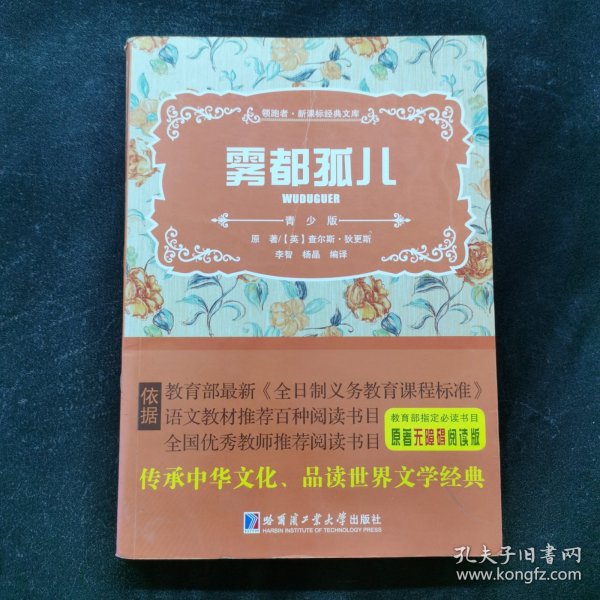 领跑者·新课标经典文库
雾都孤儿
WUDUGUER
青少版
原 著/【英】查尔斯·狄更斯
李智 杨晶 编译
依据
教育部最新《全日制义务教育课程标准》
语文教材推荐百种阅读书目
全国优秀教师推荐阅读书目
教育部指定必读书目
原著无障碍阅读版
传承中华文化、品读世界文学经典
哈尔滨工业大学出版社
HARBIN INSTITUTE OF TECHNOLOGY PRESS
孔夫子旧书网
www.kongfz.com